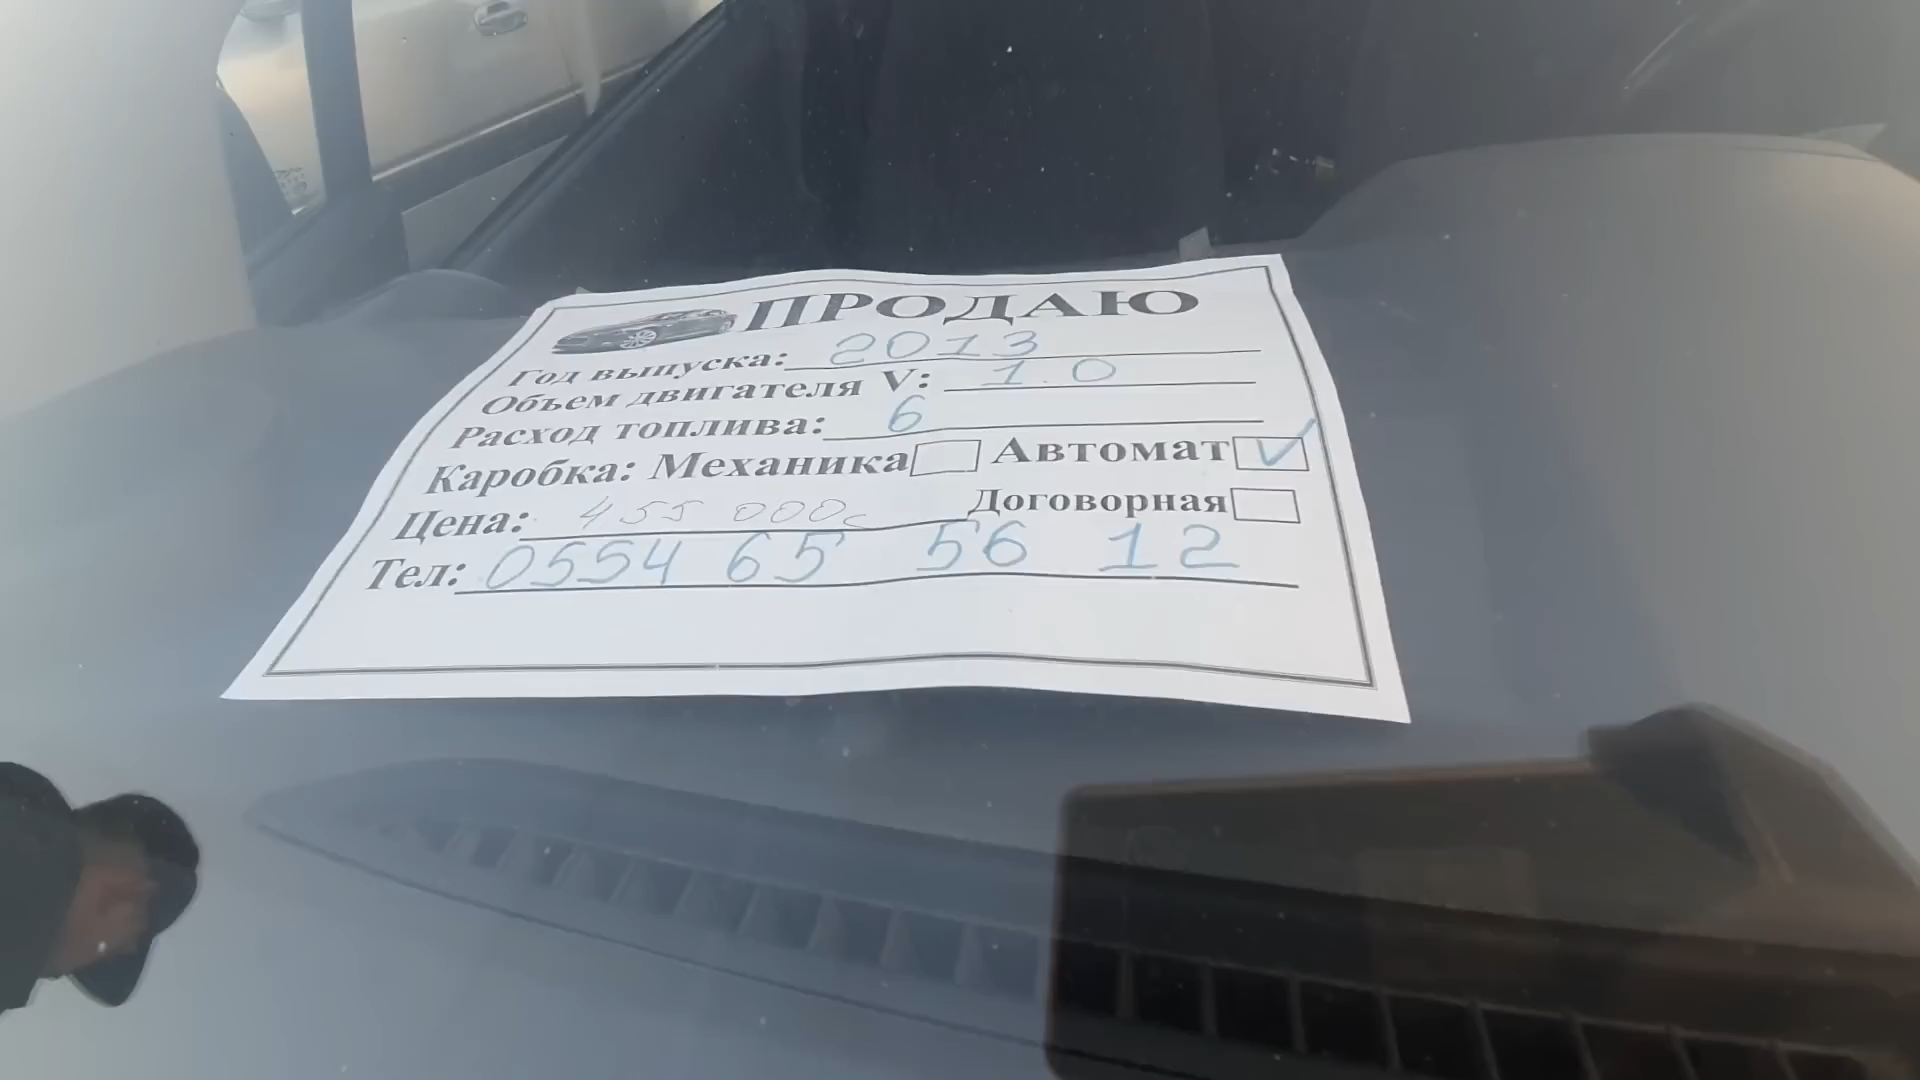 ПРОДАЮ
Год выпуска: 2013
Объем двигателя V: 1.0
Расход топлива: 6
Каробка: Механика Автомат ✓
Цена: 455 000с Договорная
Тел: 0554 65 56 12